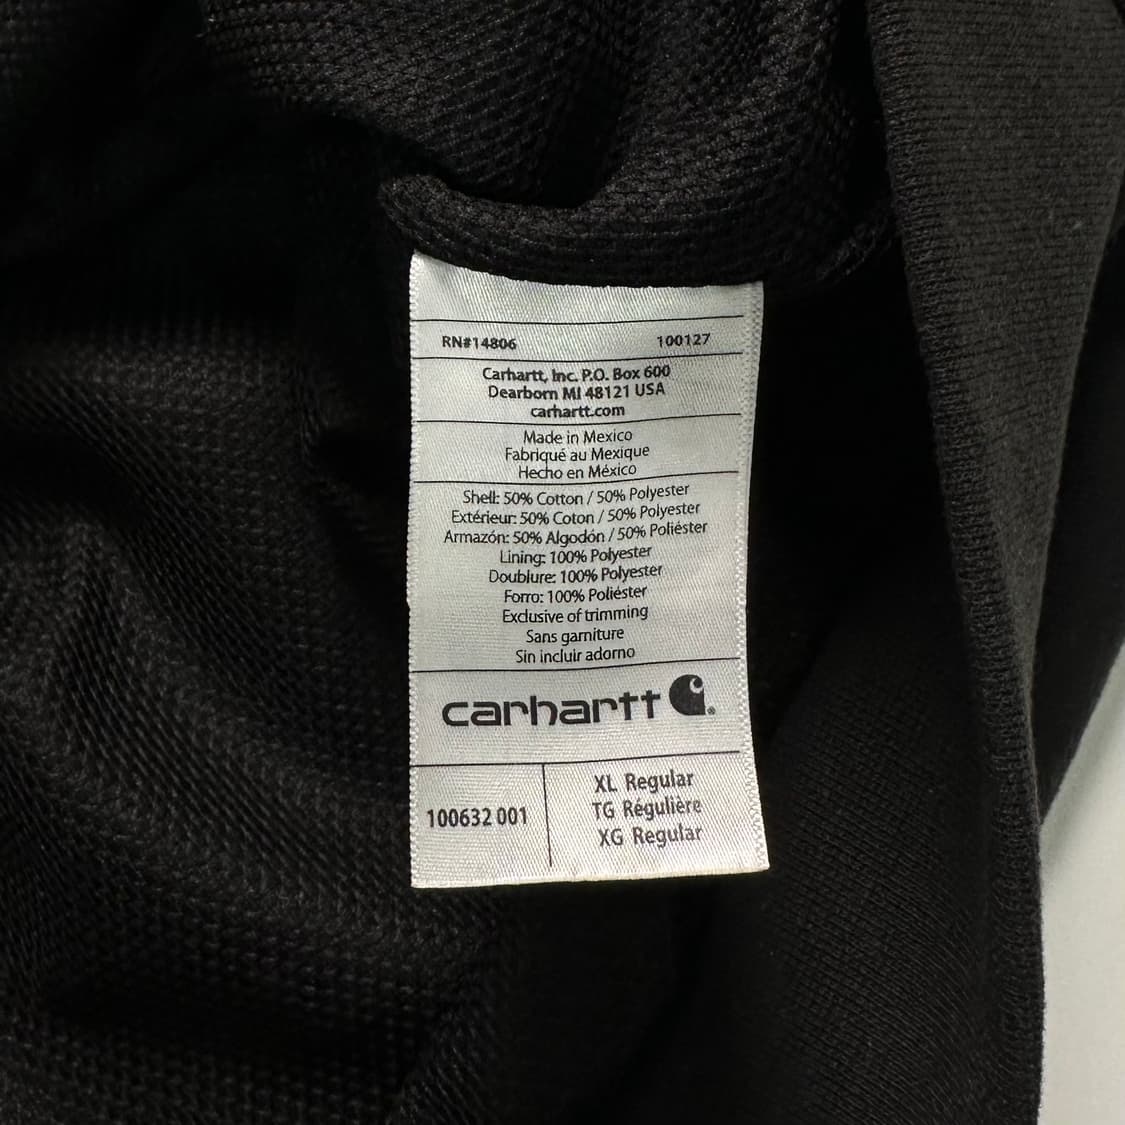 RN#14806 100127
Carhartt, Inc. P.O. Box 600
Dearborn MI 48121 USA
carhartt.com
Made in Mexico
Fabriqué au Mexique
Hecho en México
Shell: 50% Cotton / 50% Polyester
Extérieur: 50% Coton / 50% Polyester
Armazón: 50% Algodón / 50% Poliéster
Lining: 100% Polyester
Doublure: 100% Polyester
Forro: 100% Poliéster
Exclusive of trimming
Sans garniture
Sin incluir adorno
carhartt
100632 001
XL Regular
TG Régulière
XG Regular